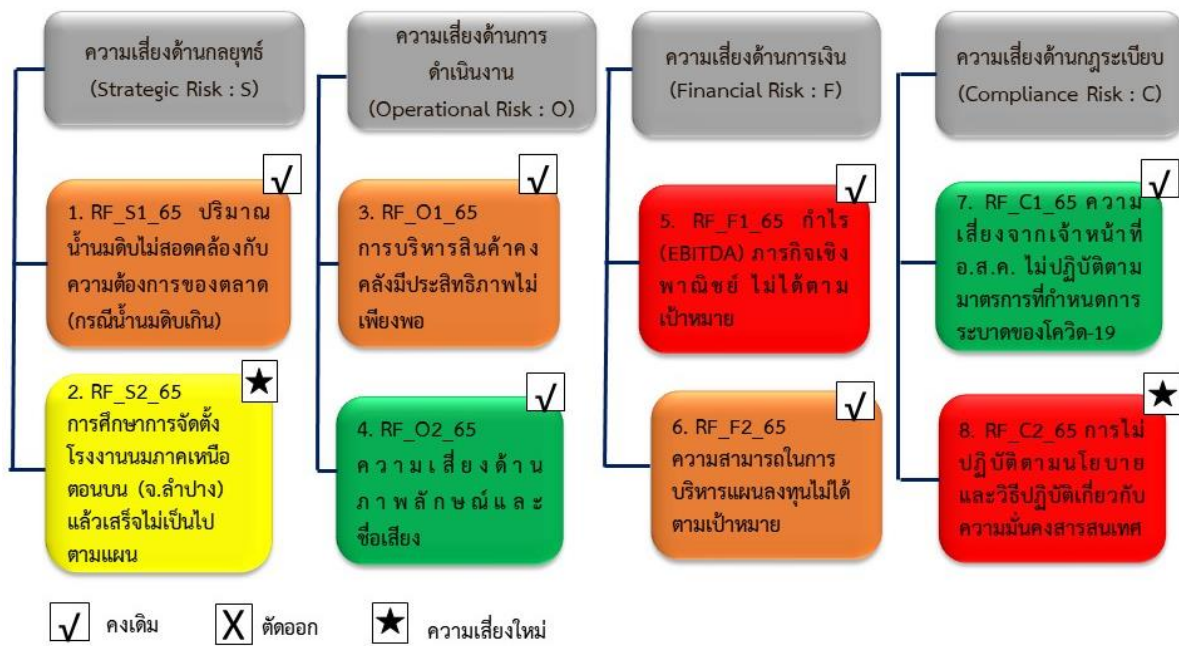 ความเสี่ยงด้านกลยุทธ์
(Strategic Risk : S)
ความเสี่ยงด้านการ
ดำเนินงาน
(Operational Risk : O)
ความเสี่ยงด้านการเงิน
(Financial Risk : F)
ความเสี่ยงด้านกฎระเบียบ
(Compliance Risk : C)
√
1. RF_S1_65 ปริมาณ
น้ำนมดิบไม่สอดคล้องกับ
ความต้องการของตลาด
(กรณีน้ำนมดิบเกิน)
√
3. RF_O1_65
การบริหารสินค้าคง
คลังมีประสิทธิภาพไม่
เพียงพอ
√
5. RF_F1_65 กำไร
(EBITDA) ภารกิจเชิง
พาณิชย์ ไม่ได้ตาม
เป้าหมาย
√
7. RF_C1_65 ความ
เสี่ยงจากเจ้าหน้าที่
อ.ส.ค. ไม่ปฏิบัติตาม
มาตรการที่กำหนดการ
ระบาดของโควิด-19
★
2. RF_S2_65
การศึกษาการจัดตั้ง
โรงงานนมภาคเหนือ
ตอนบน (จ.ลำปาง)
แล้วเสร็จไม่เป็นไป
ตามแผน
√
4. RF_O2_65
ความเสี่ยงด้าน
ภาพลักษณ์และ
ชื่อเสียง
√
6. RF_F2_65
ความสามารถในการ
บริหารแผนลงทุนไม่ได้
ตามเป้าหมาย
★
8. RF_C2_65 การไม่
ปฏิบัติตามนโยบาย
และวิธีปฏิบัติเกี่ยวกับ
ความมั่นคงสารสนเทศ
√ คงเดิม X ตัดออก ★ ความเสี่ยงใหม่